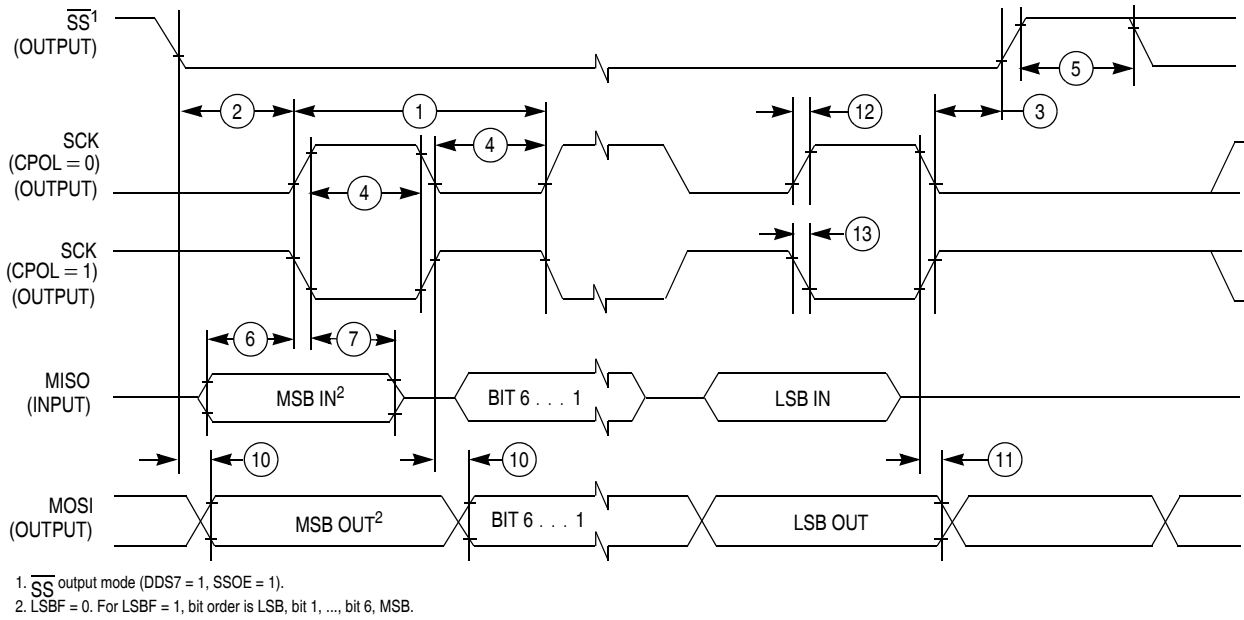 SS¹
(OUTPUT)
5
2
1
12
3
SCK
(CPOL = 0)
(OUTPUT)
4
4
SCK
(CPOL = 1)
(OUTPUT)
13
6
7
MISO
(INPUT)
MSB IN²
BIT 6 . . . 1
LSB IN
10
10
11
MOSI
(OUTPUT)
MSB OUT²
BIT 6 . . . 1
LSB OUT
1. SS output mode (DDS7 = 1, SSOE = 1).
2. LSBF = 0. For LSBF = 1, bit order is LSB, bit 1, ..., bit 6, MSB.